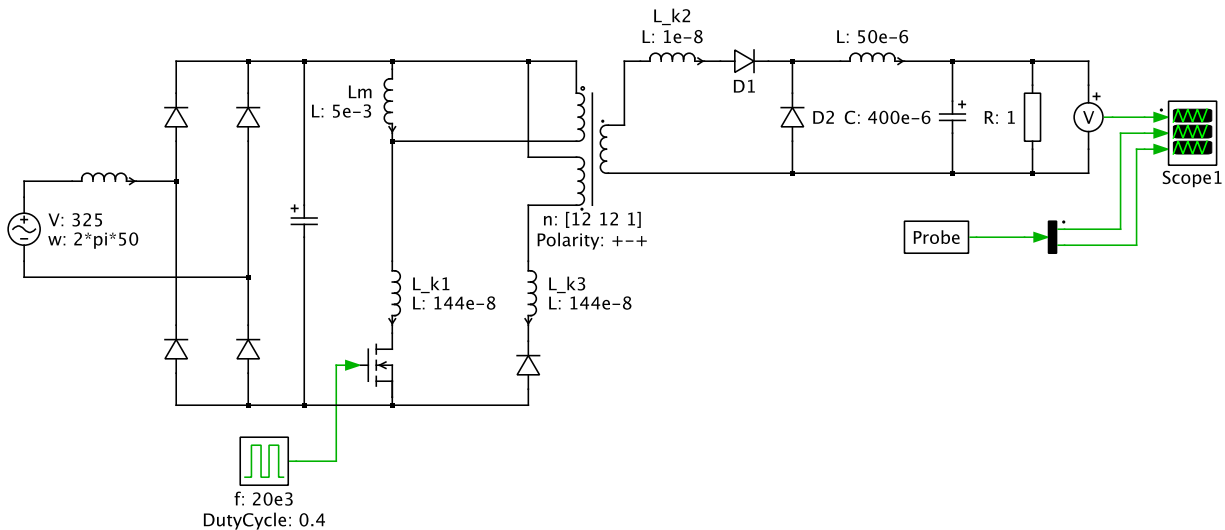 L_k2
L: 1e-8
L: 50e-6
Lm
L: 5e-3
D1
D2
C: 400e-6
R: 1
+
+
V
Scope1
V: 325
w: 2*pi*50
+
n: [12 12 1]
Polarity: +-+
Probe
L_k1
L: 144e-8
L_k3
L: 144e-8
f: 20e3
DutyCycle: 0.4